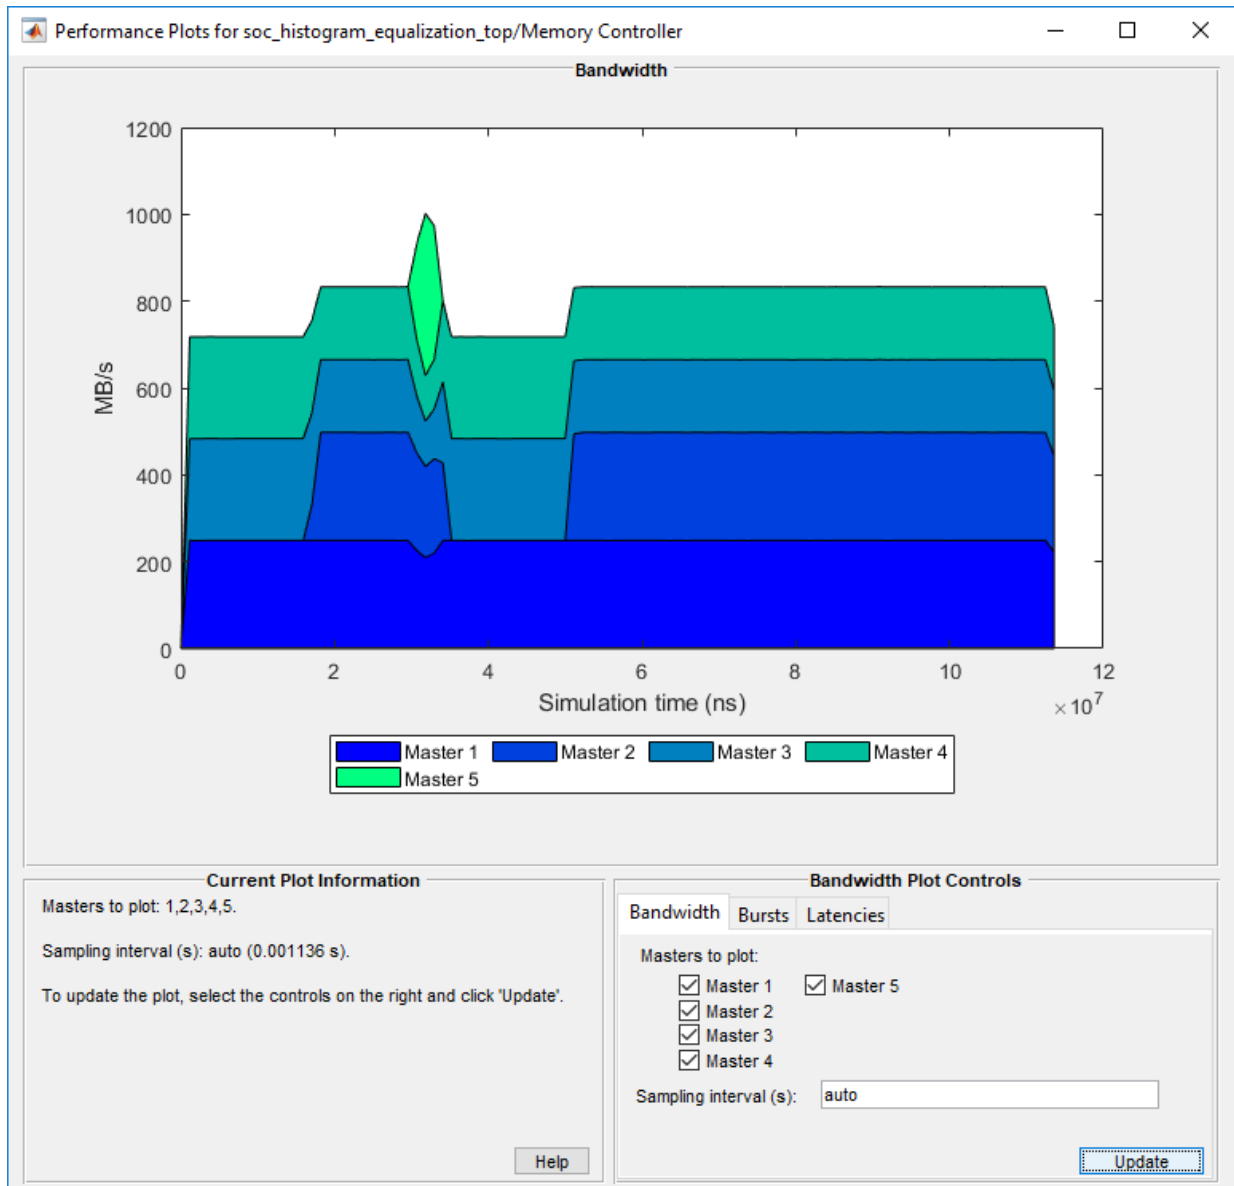 Performance Plots for soc_histogram_equalization_top/Memory Controller
Bandwidth
1200
1000
800
600
400
200
0
MB/s
0 2 4 6 8 10 12
Simulation time (ns)
×10^7
Master 1 Master 2 Master 3 Master 4
Master 5
Current Plot Information
Masters to plot: 1,2,3,4,5.
Sampling interval (s): auto (0.001136 s).
To update the plot, select the controls on the right and click 'Update'.
Help
Bandwidth Plot Controls
Bandwidth Bursts Latencies
Masters to plot:
Master 1 Master 5
Master 2
Master 3
Master 4
Sampling interval (s): auto
Update